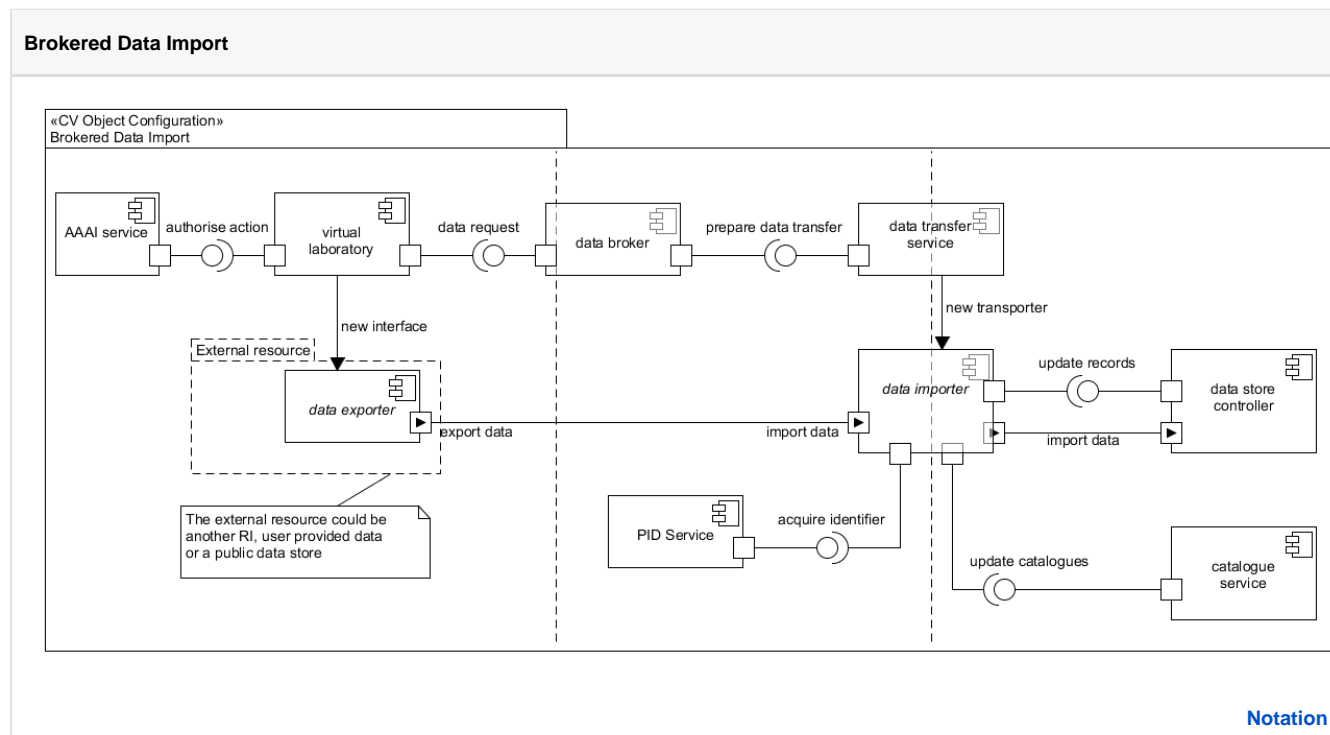 Brokered Data Import
«CV Object Configuration»
Brokered Data Import
AAAI service
authorise action
virtual
laboratory
data request
data broker
prepare data transfer
data transfer
service
new interface
new transporter
External resource
data exporter
export data
import data
data importer
update records
import data
data store
controller
The external resource could be
another RI, user provided data
or a public data store
PID Service
acquire identifier
update catalogues
catalogue
service
Notation